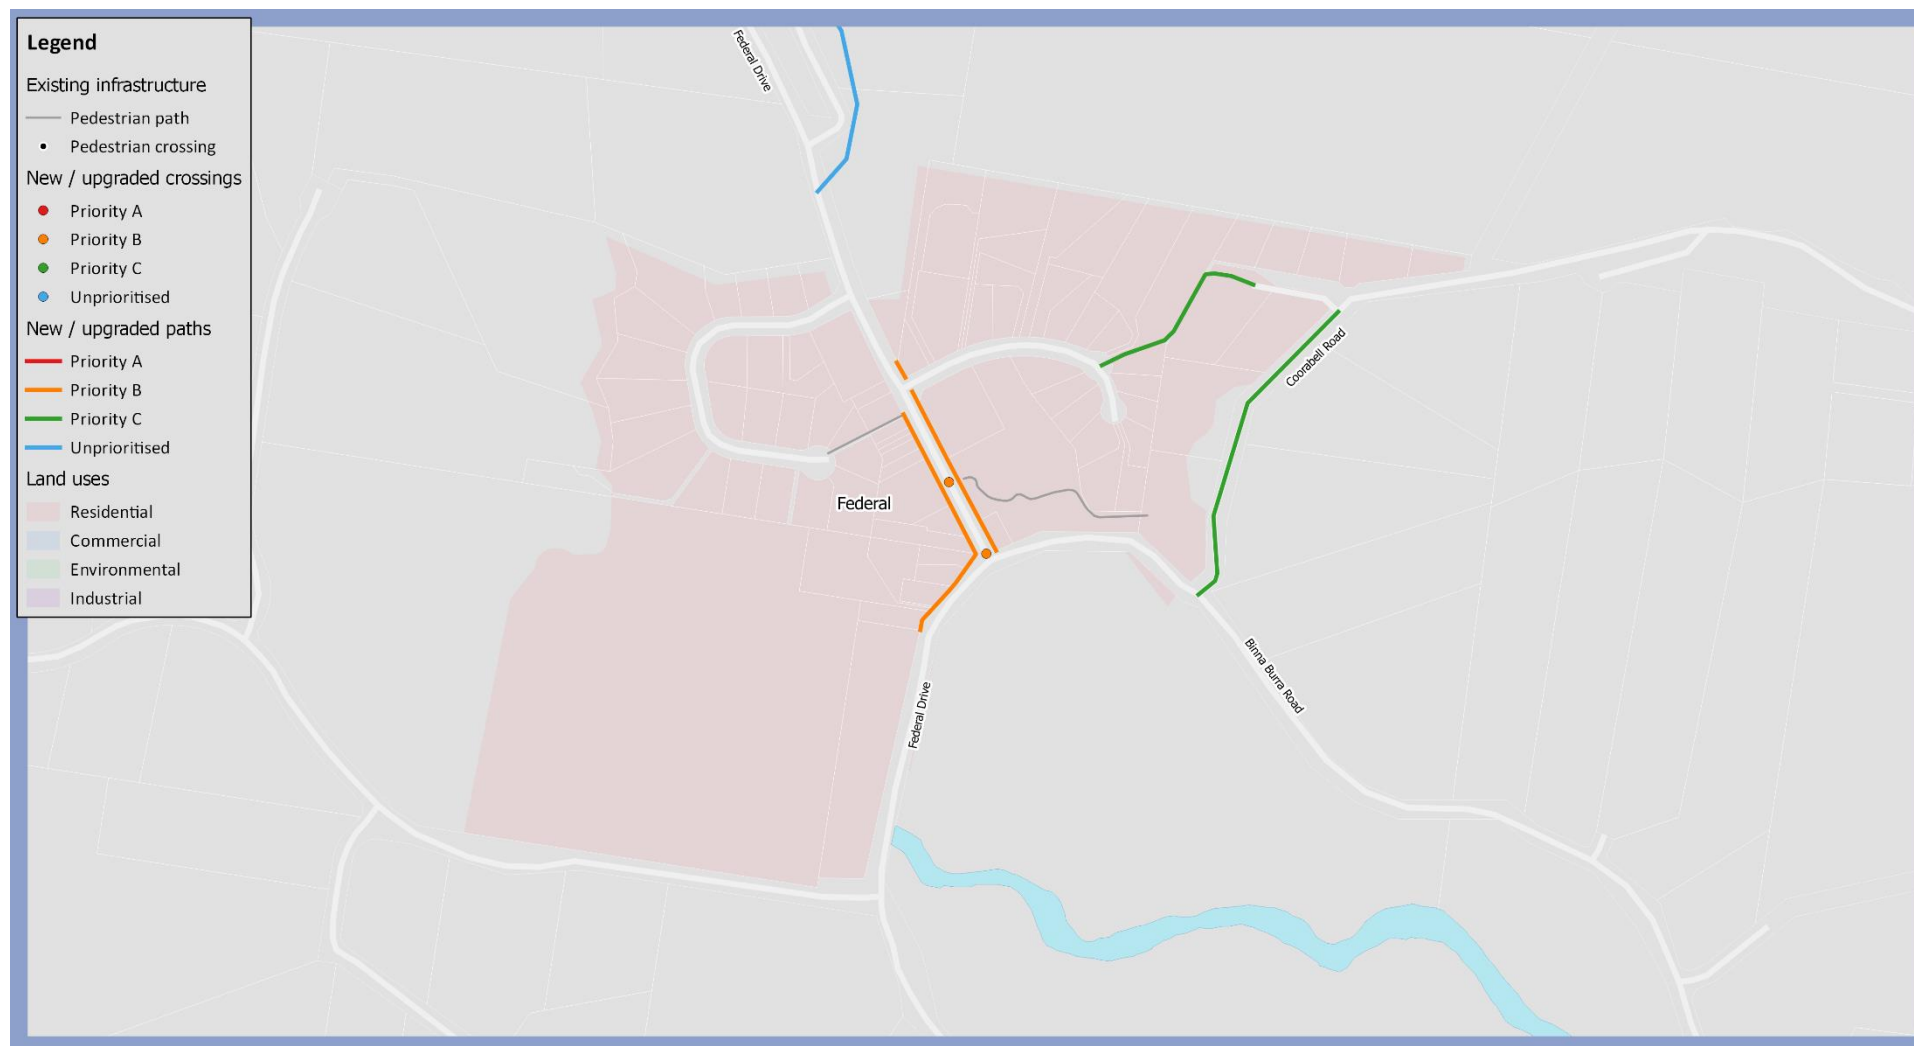 Legend
Existing infrastructure
Pedestrian path
Pedestrian crossing
New / upgraded crossings
Priority A
Priority B
Priority C
Unprioritised
New / upgraded paths
Priority A
Priority B
Priority C
Unprioritised
Land uses
Residential
Commercial
Environmental
Industrial
Federal Drive
Coorabell Road
Federal
Binna Burra Road
Federal Drive